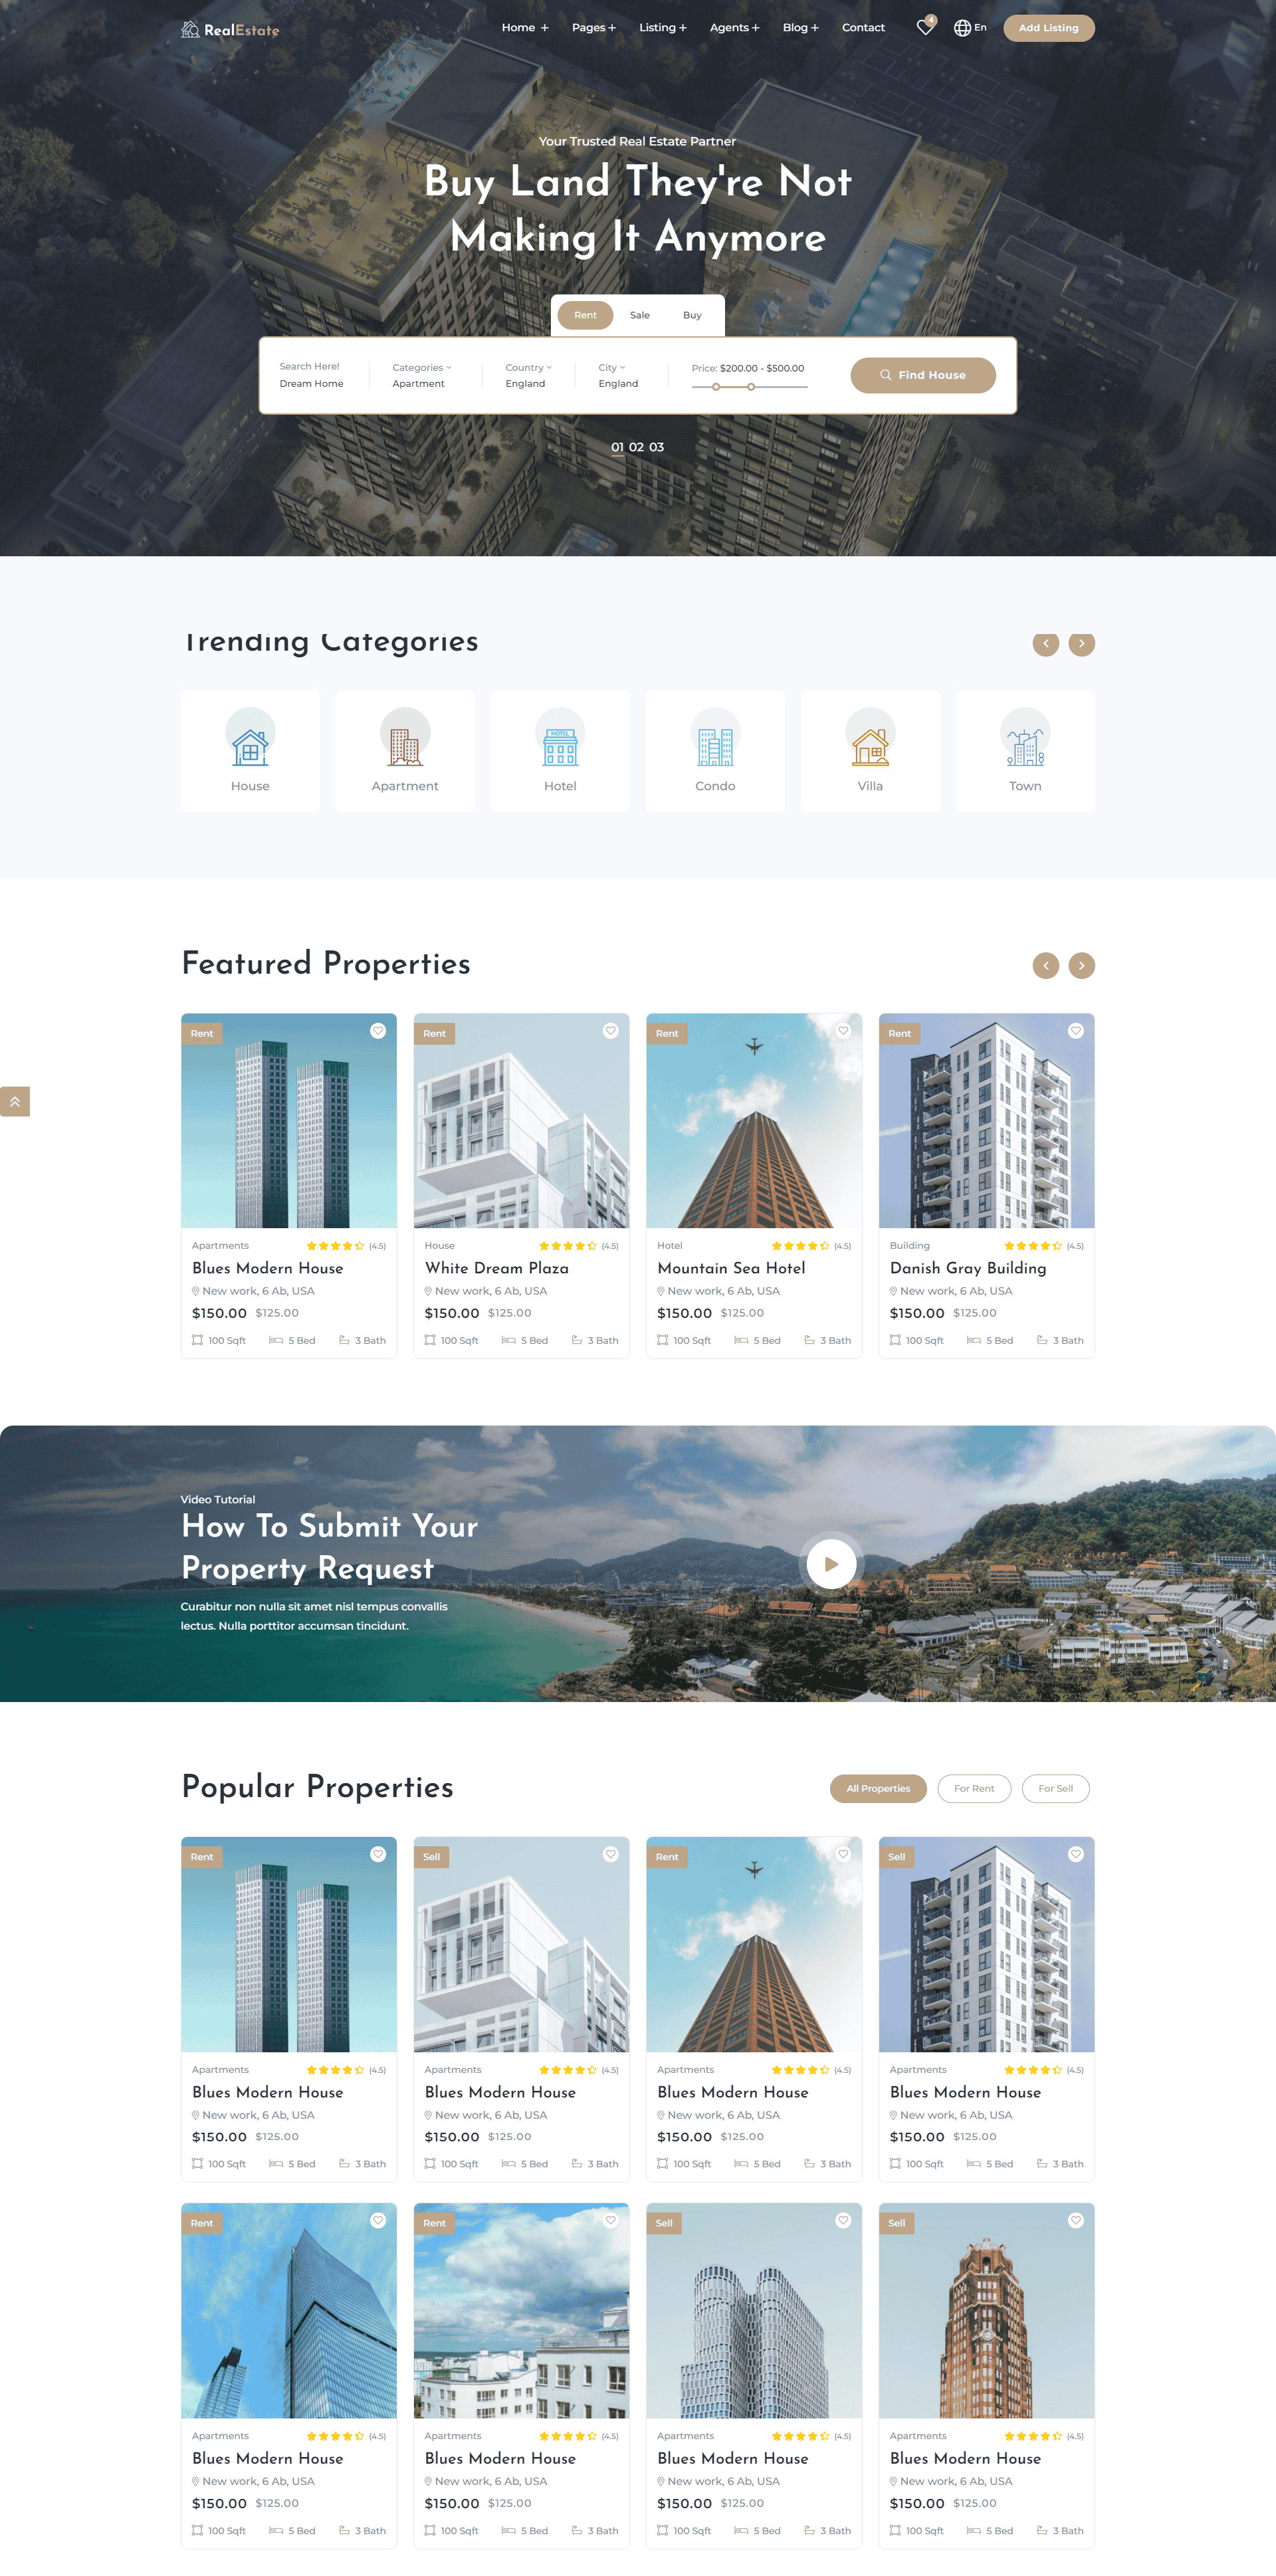 RealEstate
Home + Pages + Listing + Agents + Blog + Contact 4 En Add Listing
Your Trusted Real Estate Partner
Buy Land They're Not
Making It Anymore
Rent Sale Buy
Search Here! Categories Country City Price: $200.00 - $500.00 Find House
Dream Home Apartment England England
01 02 03
Trending Categories
HOTEL
House Apartment Hotel Condo Villa Town
Featured Properties
Rent Rent Rent Rent
Apartments (4.5) House (4.5) Hotel (4.5) Building (4.5)
Blues Modern House White Dream Plaza Mountain Sea Hotel Danish Gray Building
New work, 6 Ab, USA New work, 6 Ab, USA New work, 6 Ab, USA New work, 6 Ab, USA
$150.00 $125.00 $150.00 $125.00 $150.00 $125.00 $150.00 $125.00
100 Sqft 5 Bed 3 Bath 100 Sqft 5 Bed 3 Bath 100 Sqft 5 Bed 3 Bath 100 Sqft 5 Bed 3 Bath
Video Tutorial
How To Submit Your
Property Request
Curabitur non nulla sit amet nisl tempus convallis
lectus. Nulla porttitor accumsan tincidunt.
Popular Properties All Properties For Rent For Sell
Rent Sell Rent Sell
Apartments (4.5) Apartments (4.5) Apartments (4.5) Apartments (4.5)
Blues Modern House Blues Modern House Blues Modern House Blues Modern House
New work, 6 Ab, USA New work, 6 Ab, USA New work, 6 Ab, USA New work, 6 Ab, USA
$150.00 $125.00 $150.00 $125.00 $150.00 $125.00 $150.00 $125.00
100 Sqft 5 Bed 3 Bath 100 Sqft 5 Bed 3 Bath 100 Sqft 5 Bed 3 Bath 100 Sqft 5 Bed 3 Bath
Rent Rent Sell Sell
Apartments (4.5) Apartments (4.5) Apartments (4.5) Apartments (4.5)
Blues Modern House Blues Modern House Blues Modern House Blues Modern House
New work, 6 Ab, USA New work, 6 Ab, USA New work, 6 Ab, USA New work, 6 Ab, USA
$150.00 $125.00 $150.00 $125.00 $150.00 $125.00 $150.00 $125.00
100 Sqft 5 Bed 3 Bath 100 Sqft 5 Bed 3 Bath 100 Sqft 5 Bed 3 Bath 100 Sqft 5 Bed 3 Bath